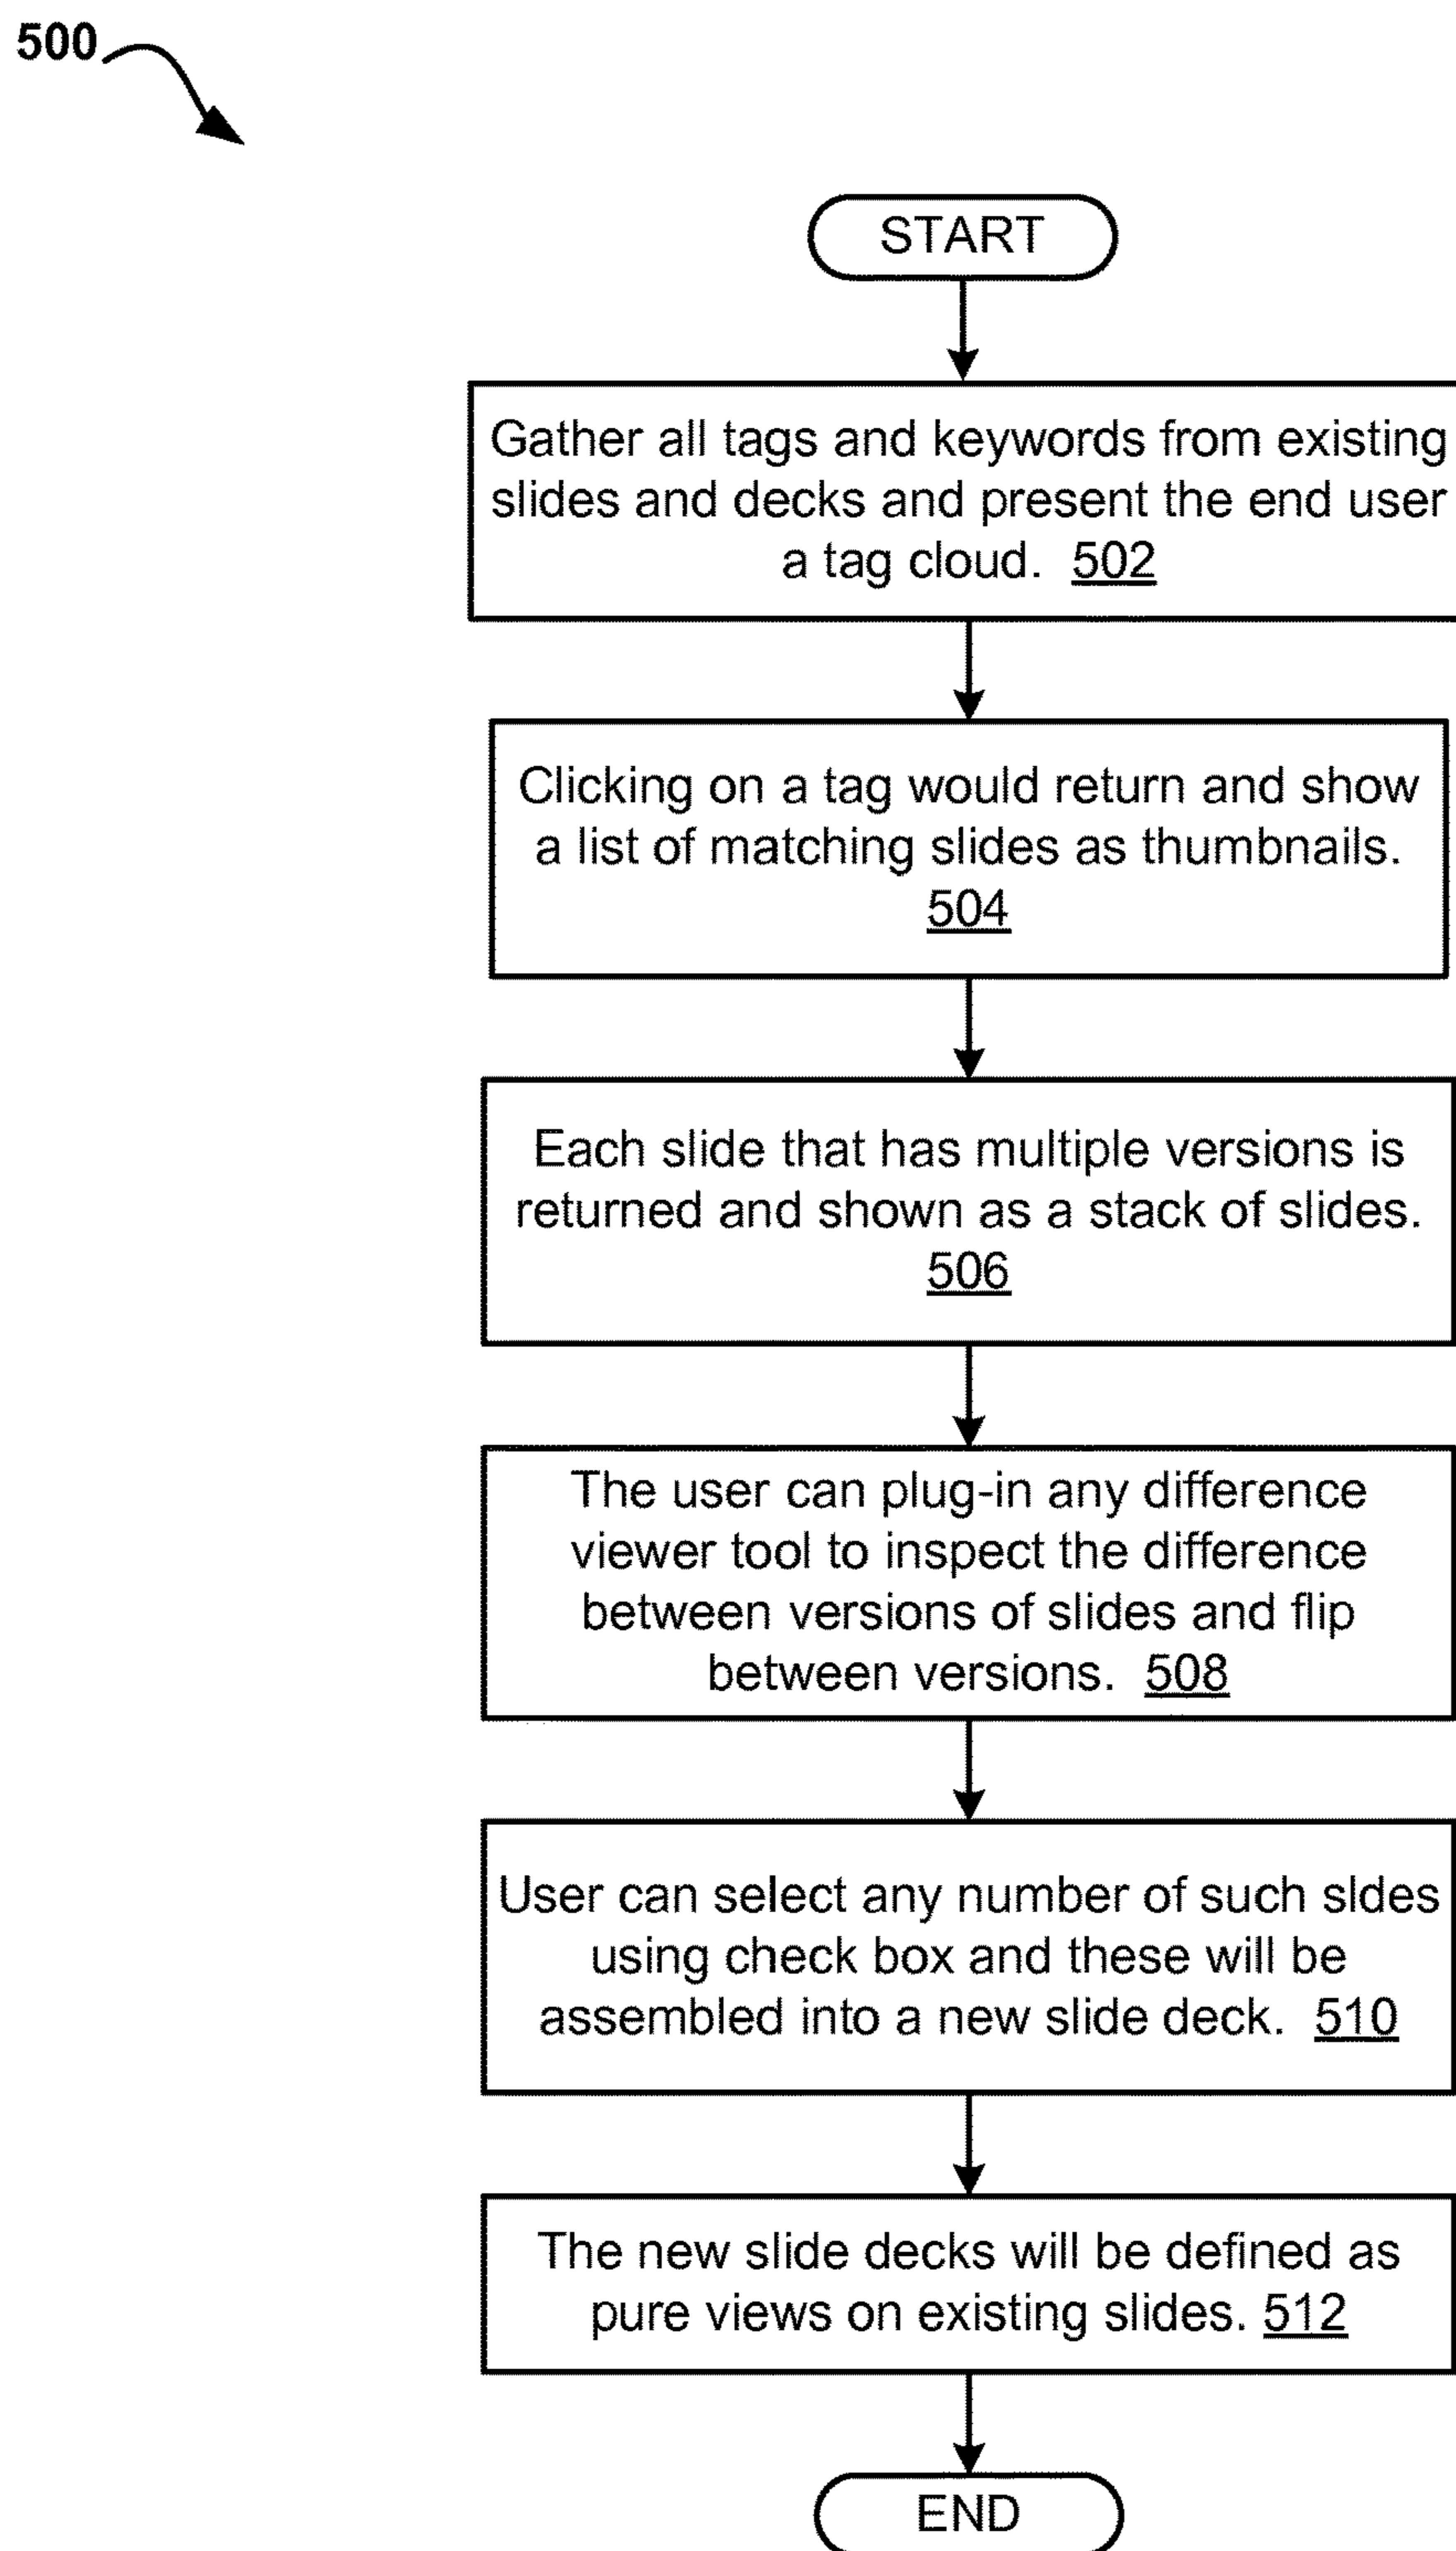 500
START
Gather all tags and keywords from existing
slides and decks and present the end user
a tag cloud. 502
Clicking on a tag would return and show
a list of matching slides as thumbnails.
504
Each slide that has multiple versions is
returned and shown as a stack of slides.
506
The user can plug-in any difference
viewer tool to inspect the difference
between versions of slides and flip
between versions. 508
User can select any number of such sldes
using check box and these will be
assembled into a new slide deck. 510
The new slide decks will be defined as
pure views on existing slides. 512
END